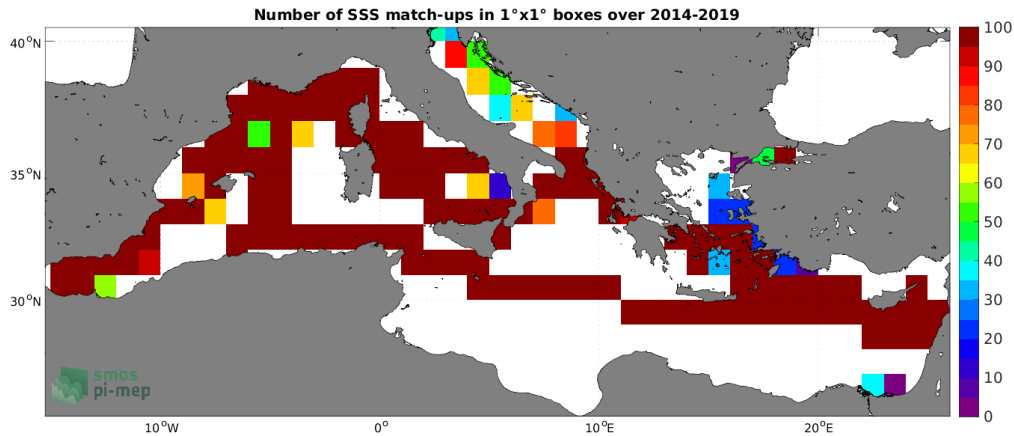 Number of SSS match-ups in 1°x1° boxes over 2014-2019
40°N
35°N
30°N
10°W
0°
10°E
20°E
100
90
80
70
60
50
40
30
20
10
0
smos
pi-mep